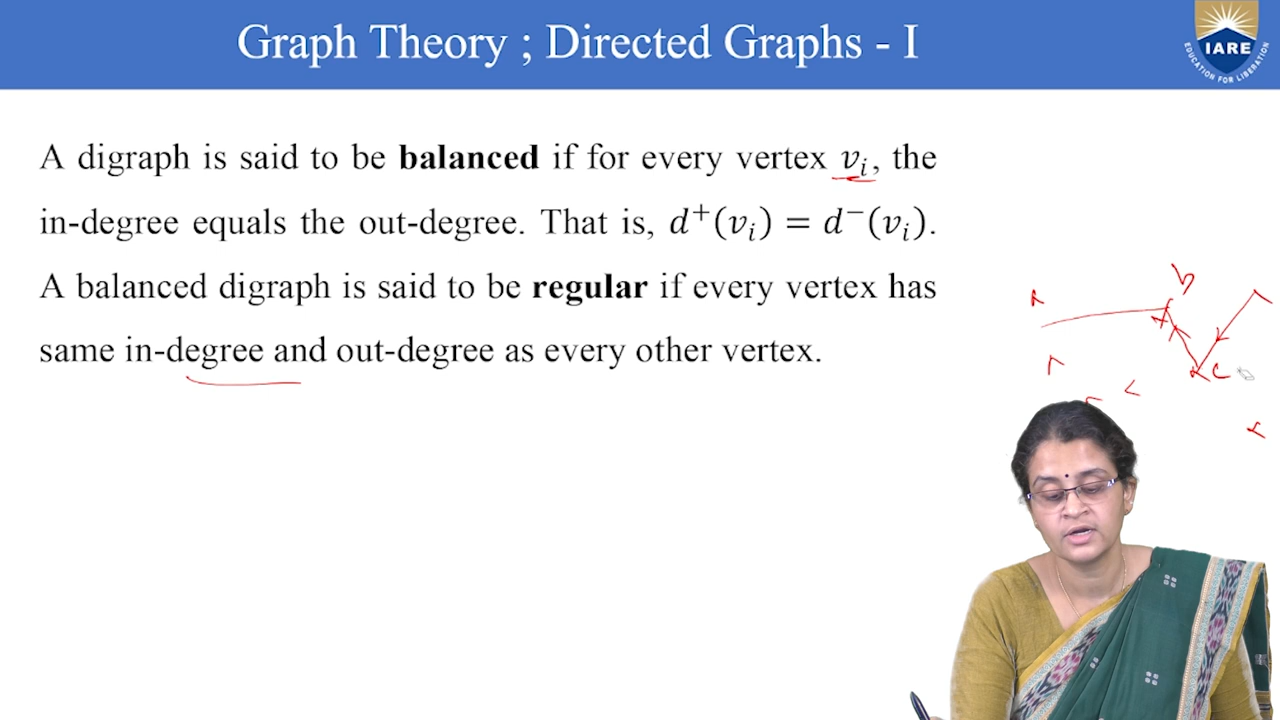 Graph Theory ; Directed Graphs - I
IARE
EDUCATION FOR LIBERATION
A digraph is said to be balanced if for every vertex 𝑣ᵢ, the
in-degree equals the out-degree. That is, 𝑑⁺(𝑣ᵢ) = 𝑑⁻(𝑣ᵢ).
A balanced digraph is said to be regular if every vertex has
same in-degree and out-degree as every other vertex.
b
c